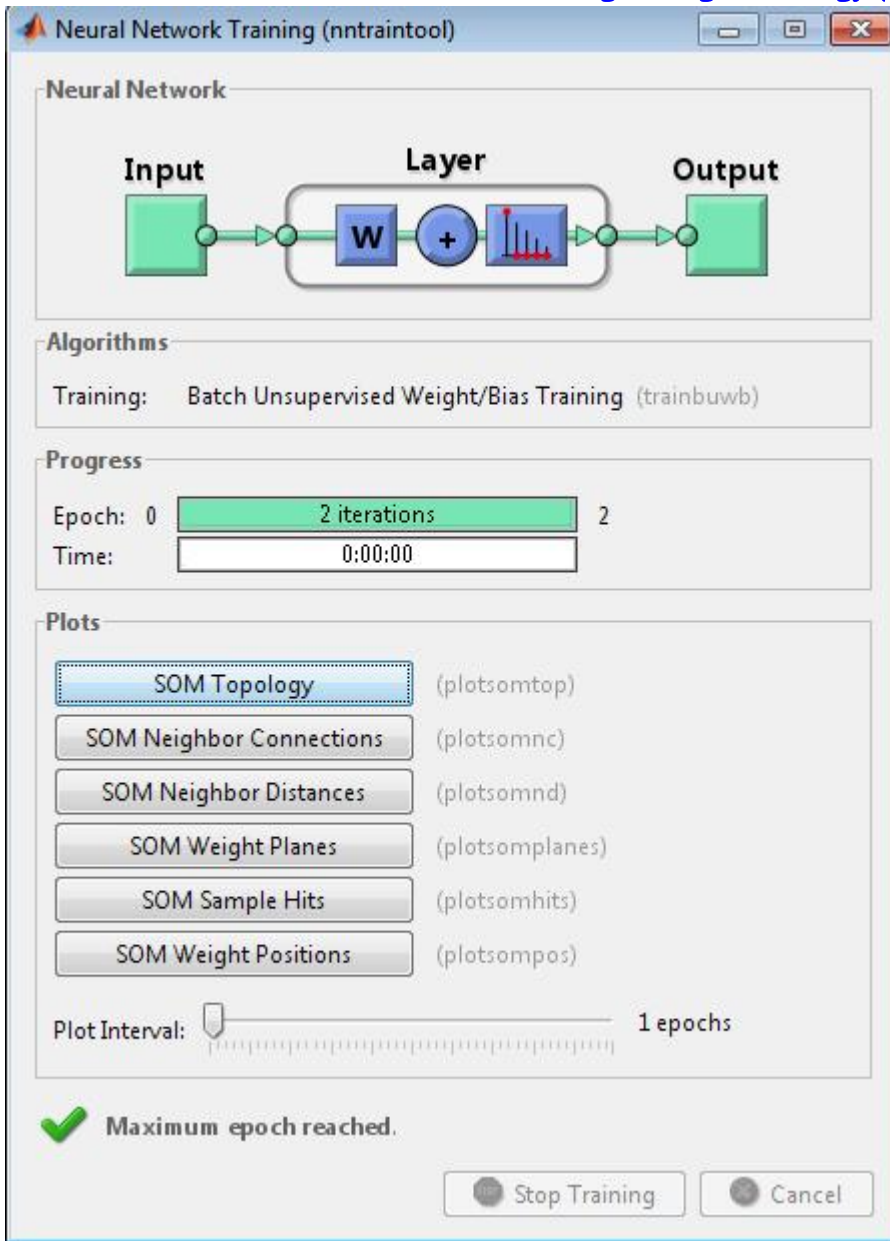 Neural Network Training (nntraintool)
Neural Network
Input
Layer
Output
W
+
Algorithms
Training: Batch Unsupervised Weight/Bias Training (trainbuwb)
Progress
Epoch: 0 2 iterations 2
Time: 0:00:00
Plots
SOM Topology (plotsomtop)
SOM Neighbor Connections (plotsomnc)
SOM Neighbor Distances (plotsomnd)
SOM Weight Planes (plotsomplanes)
SOM Sample Hits (plotsomhits)
SOM Weight Positions (plotsompos)
Plot Interval: 1 epochs
Maximum epoch reached.
Stop Training Cancel